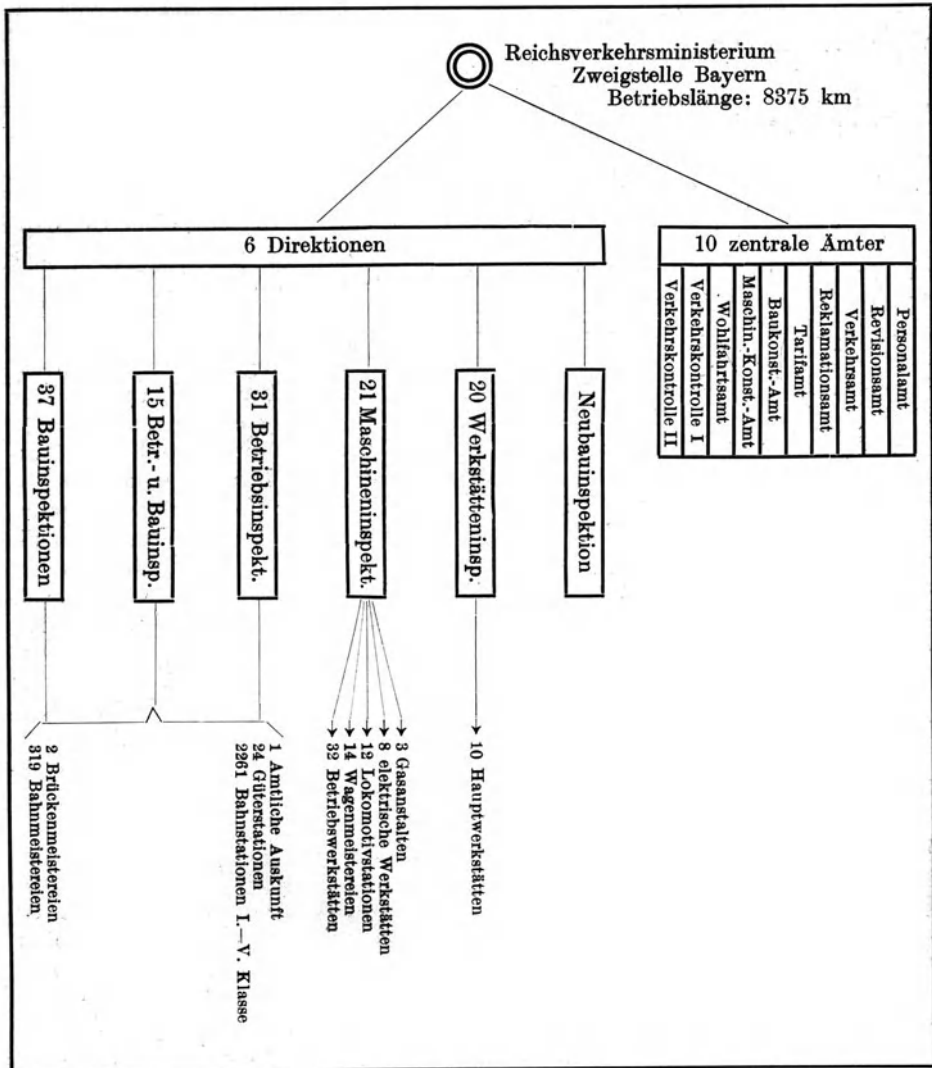 Reichsverkehrsministerium
Zweigstelle Bayern
Betriebslänge: 8375 km
6 Direktionen
10 zentrale Ämter
Verkehrskontrolle II
Verkehrskontrolle I
Wohlfahrtsamt
Maschin.-Konst.-Amt
Baukonst.-Amt
Tarifamt
Reklamationsamt
Verkehrsamt
Revisionsamt
Personalamt
37 Bauinspektionen
15 Betr.- u. Bauinsp.
31 Betriebsinspekt.
21 Maschineninspekt.
20 Werkstätteninsp.
Neubauinspektion
2 Brückenmeistereien
319 Bahnmeistereien
1 Amtliche Auskunft
24 Güterstationen
2261 Bahnstationen I.—V. Klasse
3 Gasanstalten
8 elektrische Werkstätten
12 Lokomotivstationen
14 Wagenmeistereien
32 Betriebswerkstätten
10 Hauptwerkstätten